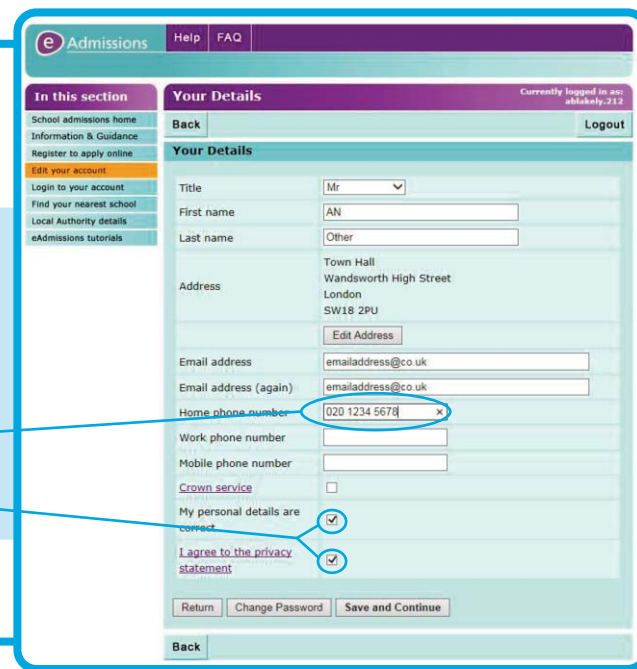 e Admissions
Help FAQ
In this section
School admissions home
Information & Guidance
Register to apply online
Edit your account
Login to your account
Find your nearest school
Local Authority details
eAdmissions tutorials
Your Details
Currently logged in as:
ablakely.212
Back Logout
Your Details
Title Mr
First name AN
Last name Other
Address
Town Hall
Wandsworth High Street
London
SW18 2PU
Edit Address
Email address emailaddress@co.uk
Email address (again) emailaddress@co.uk
Home phone number 020 1234 5678 ×
Work phone number
Mobile phone number
Crown service
My personal details are
correct
I agree to the privacy
statement
Return Change Password Save and Continue
Back